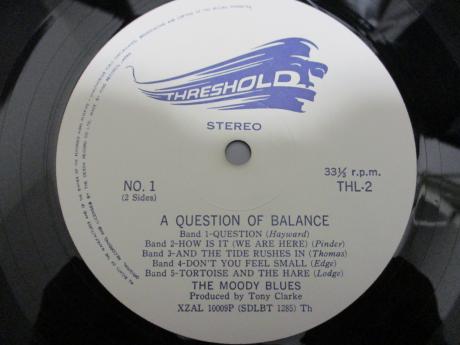 THRESHOLD
STEREO
NO. 1
(2 Sides)
33⅓ r.p.m.
THL-2
A QUESTION OF BALANCE
Band 1-QUESTION (Hayward)
Band 2-HOW IS IT (WE ARE HERE) (Pinder)
Band 3-AND THE TIDE RUSHES IN (Thomas)
Band 4-DON'T YOU FEEL SMALL (Edge)
Band 5-TORTOISE AND THE HARE (Lodge)
THE MOODY BLUES
Produced by Tony Clarke
XZAL 10009P (SDLBT 1285) Th